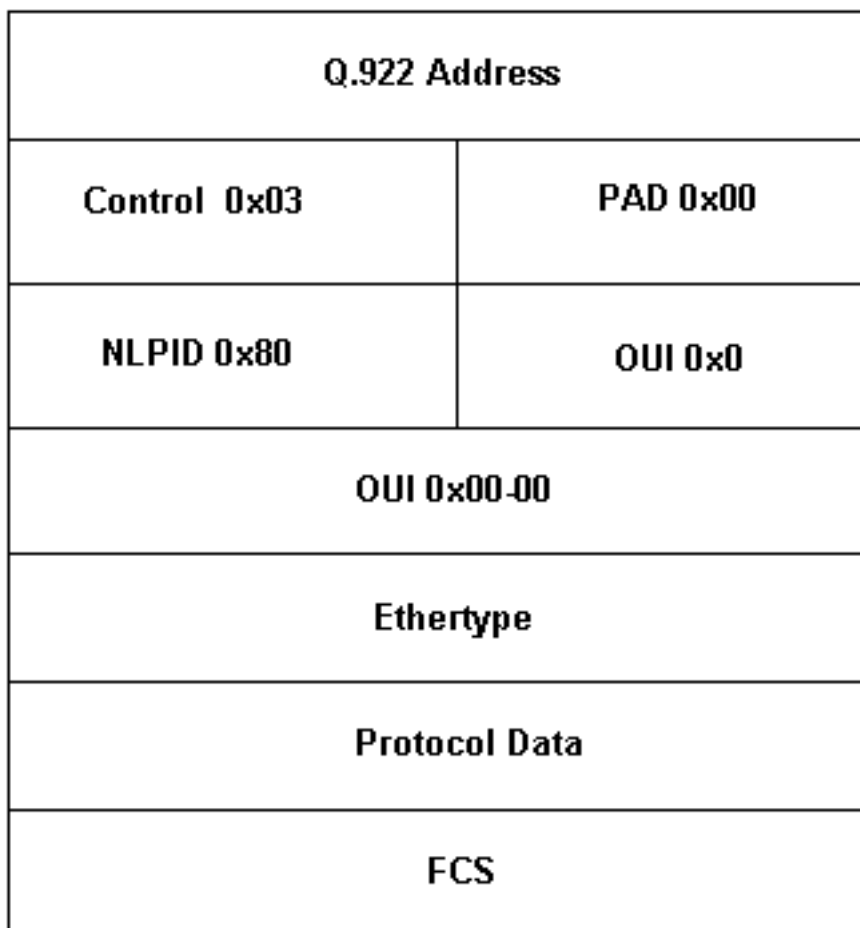 Q.922 Address
Control 0x03
PAD 0x00
NLPID 0x80
OUI 0x0
OUI 0x00-00
Ethertype
Protocol Data
FCS